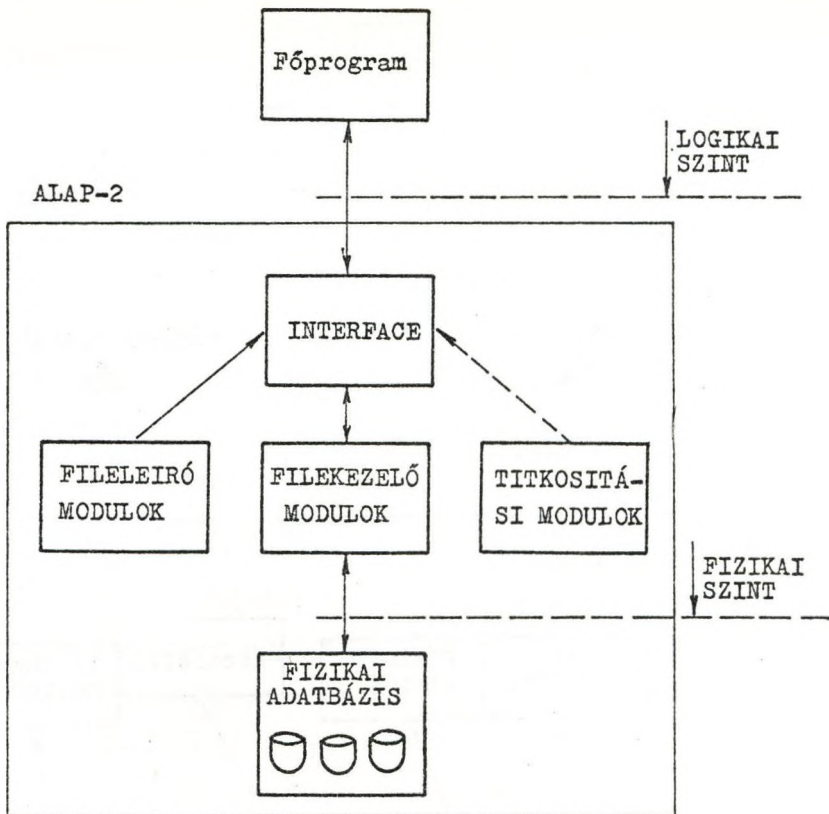 Főprogram
LOGIKAI
SZINT
ALAP-2
INTERFACE
FILELEIRÓ
MODULOK
FILEKEZELŐ
MODULOK
TITKOSITÁ-
SI MODULOK
FIZIKAI
SZINT
FIZIKAI
ADATBÁZIS